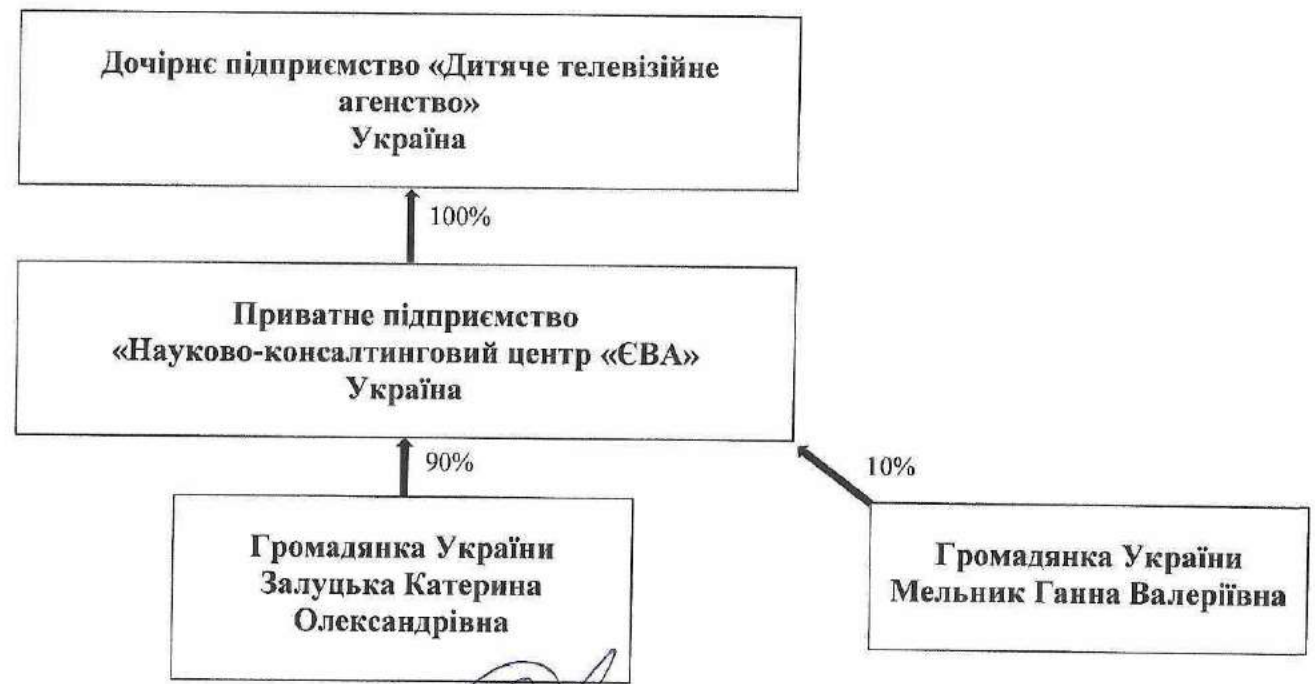 Дочірнє підприємство «Дитяче телевізійне
агенство»
Україна
100%
Приватне підприємство
«Науково-консалтинговий центр «ЄВА»
Україна
90%
10%
Громадянка України
Залуцька Катерина
Олександрівна
Громадянка України
Мельник Ганна Валеріївна